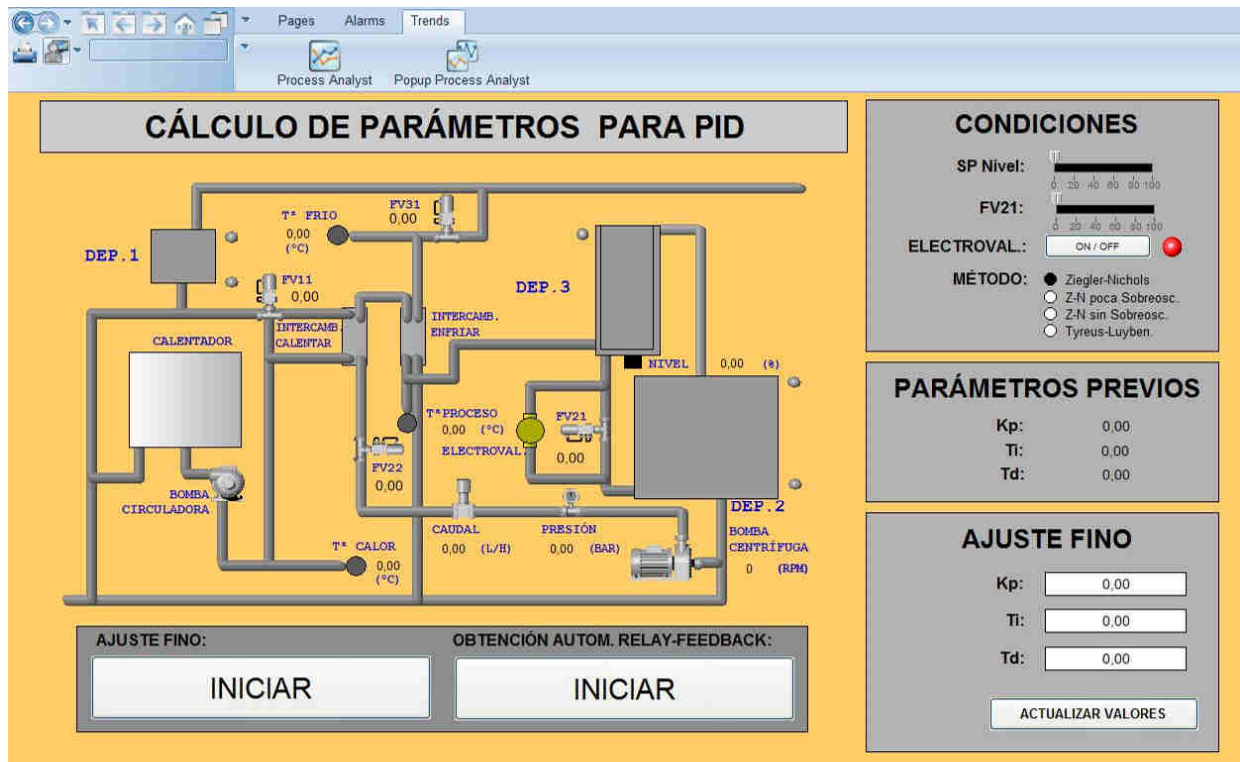 Pages Alarms Trends
Process Analyst Popup Process Analyst
CÁLCULO DE PARÁMETROS PARA PID
FV31
0,00
Tª FRIO
0,00
(ºC)
DEP.1
FV11
0,00
DEP.3
INTERCAMB.
CALENTAR
INTERCAMB.
ENFRIAR
CALENTADOR
NIVEL 0,00 (%)
TªPROCESO
0,00 (ºC)
ELECTROVAL.
FV21
0,00
FV22
0,00
BOMBA
CIRCULADORA
DEP.2
CAUDAL
0,00 (L/H)
PRESIÓN
0,00 (BAR)
BOMBA
CENTRÍFUGA
0 (RPM)
Tª CALOR
0,00
(ºC)
AJUSTE FINO:
INICIAR
OBTENCIÓN AUTOM. RELAY-FEEDBACK:
INICIAR
CONDICIONES
SP Nivel:
0 20 40 60 80 100
FV21:
0 20 40 60 80 100
ELECTROVAL.: ON / OFF
MÉTODO: Ziegler-Nichols
Z-N poca Sobreosc.
Z-N sin Sobreosc.
Tyreus-Luyben.
PARÁMETROS PREVIOS
Kp: 0,00
Ti: 0,00
Td: 0,00
AJUSTE FINO
Kp: 0,00
Ti: 0,00
Td: 0,00
ACTUALIZAR VALORES